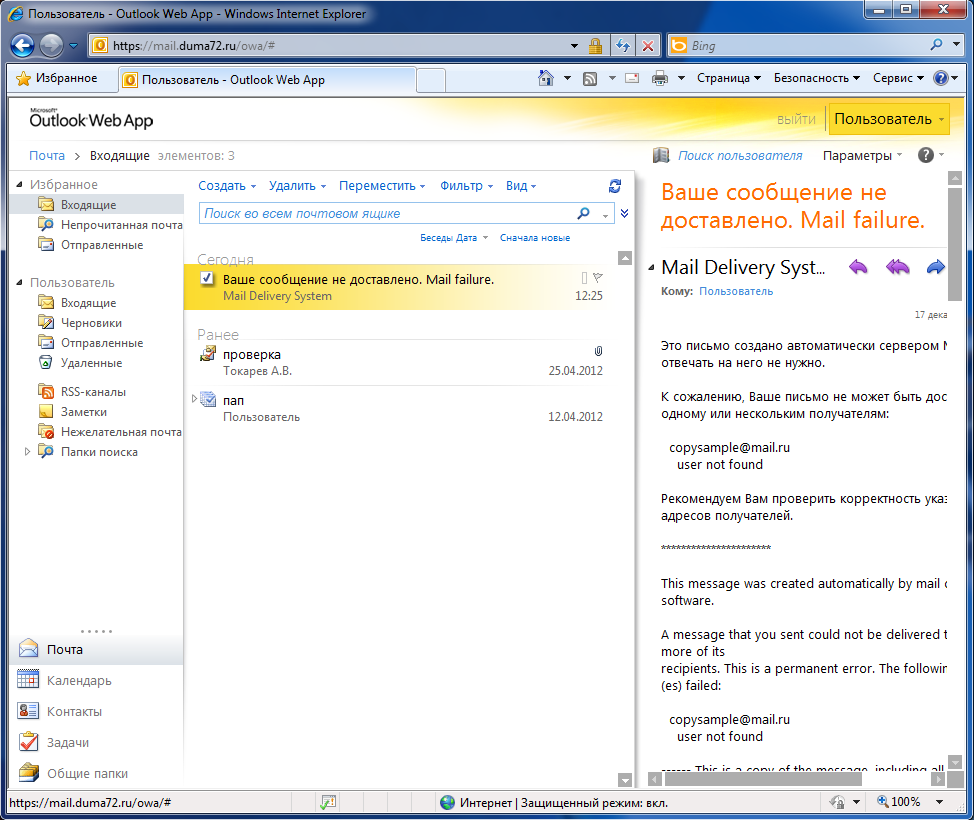 Пользователь - Outlook Web App - Windows Internet Explorer
https://mail.duma72.ru/owa/#
Bing
Избранное
Пользователь - Outlook Web App
Страница
Безопасность
Сервис
Microsoft
Outlook Web App
выйти
Пользователь
Почта > Входящие элементов: 3
Поиск пользователя
Параметры
Избранное
Входящие
Непрочитанная почта
Отправленные
Пользователь
Входящие
Черновики
Отправленные
Удаленные
RSS-каналы
Заметки
Нежелательная почта
Папки поиска
Почта
Календарь
Контакты
Задачи
Общие папки
Создать Удалить Переместить Фильтр Вид
Поиск во всем почтовом ящике
Беседы Дата Сначала новые
Сегодня
Ваше сообщение не доставлено. Mail failure.
Mail Delivery System 12:25
Ранее
проверка
Токарев А.В. 25.04.2012
пап
Пользователь 12.04.2012
Ваше сообщение не
доставлено. Mail failure.
Mail Delivery Syst...
Кому: Пользователь
17 дека
Это письмо создано автоматически сервером
отвечать на него не нужно.
К сожалению, Ваше письмо не может быть дос
одному или нескольким получателям:
copysample@mail.ru
user not found
Рекомендуем Вам проверить корректность указ
адресов получателей.
**********************
This message was created automatically by mail
software.
A message that you sent could not be delivered t
more of its
recipients. This is a permanent error. The followin
(es) failed:
copysample@mail.ru
user not found
------ This is a copy of the message, including all
https://mail.duma72.ru/owa/#
Интернет | Защищенный режим: вкл.
100%